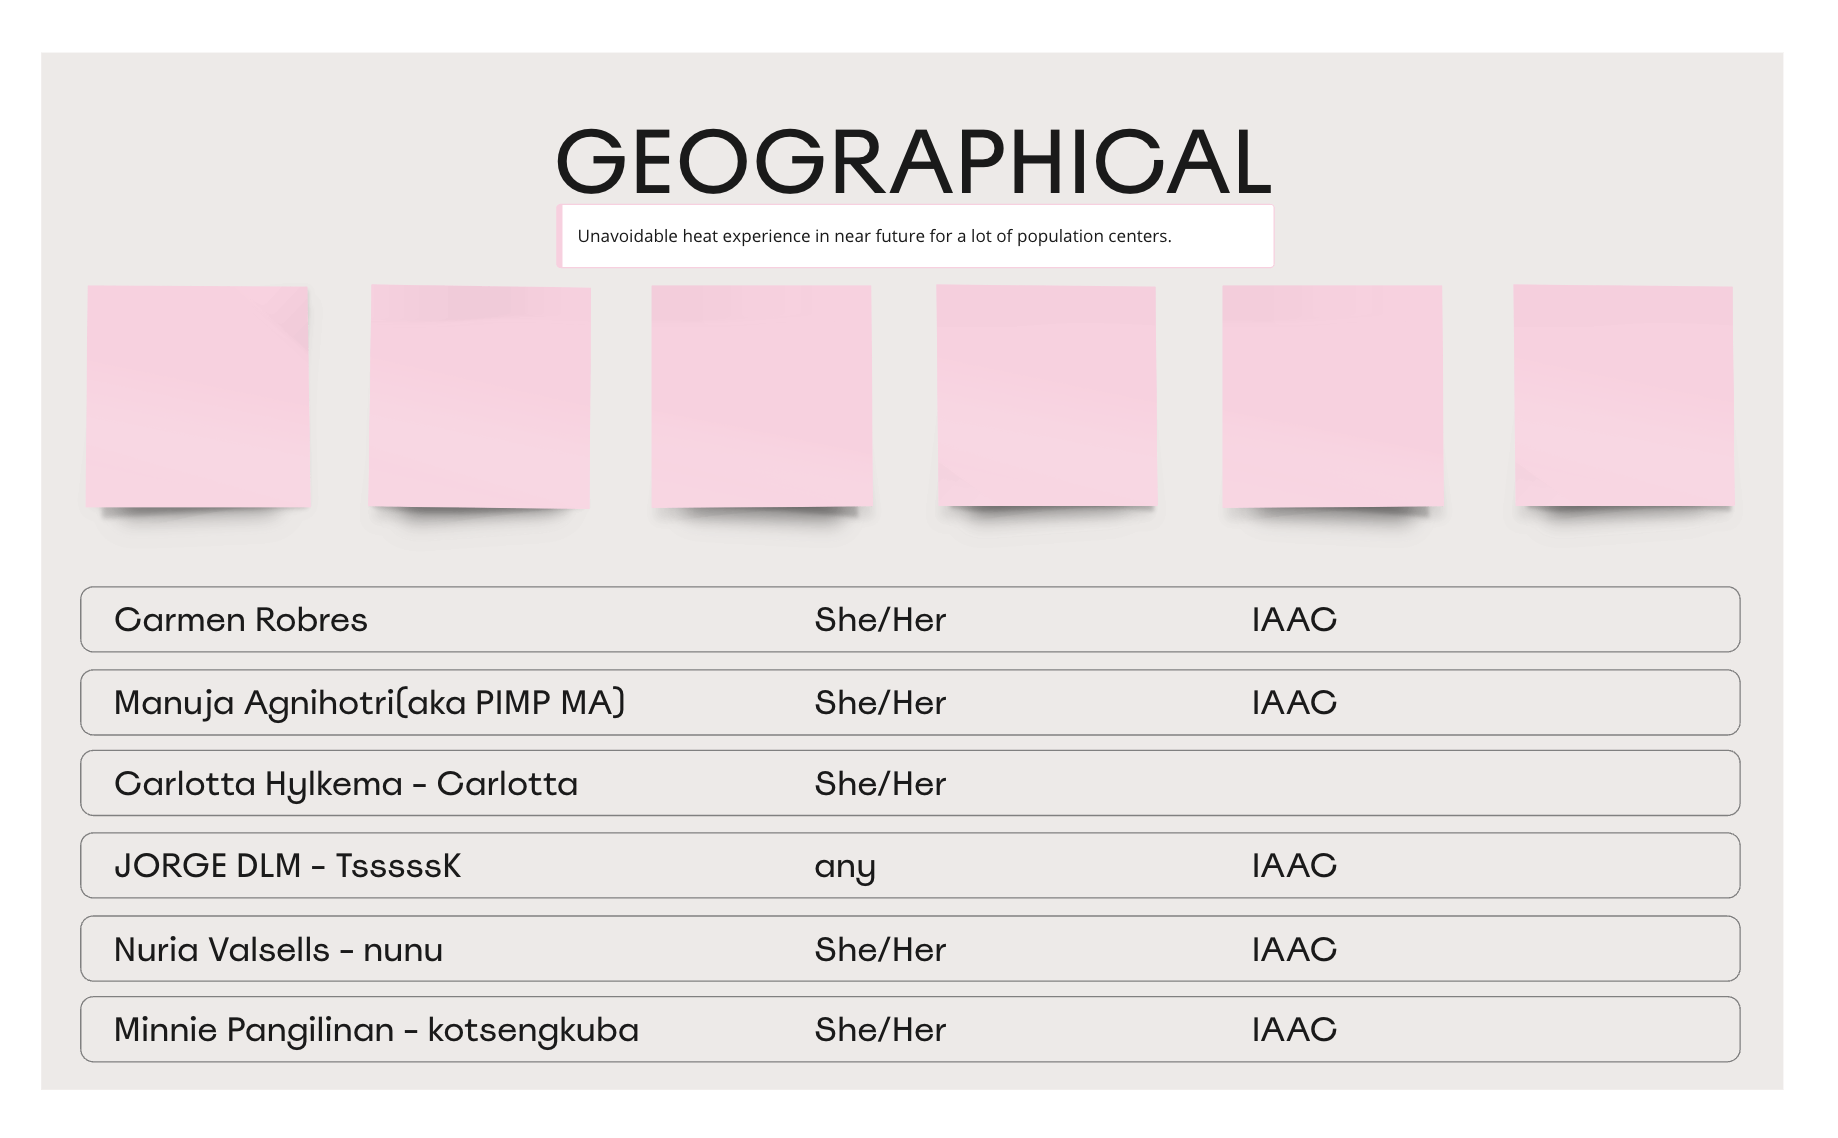 GEOGRAPHICAL
Unavoidable heat experience in near future for a lot of population centers.
Carmen Robres She/Her IAAC
Manuja Agnihotri(aka PIMP MA) She/Her IAAC
Carlotta Hylkema - Carlotta She/Her
JORGE DLM - TsssssK any IAAC
Nuria Valsells - nunu She/Her IAAC
Minnie Pangilinan - kotsengkuba She/Her IAAC